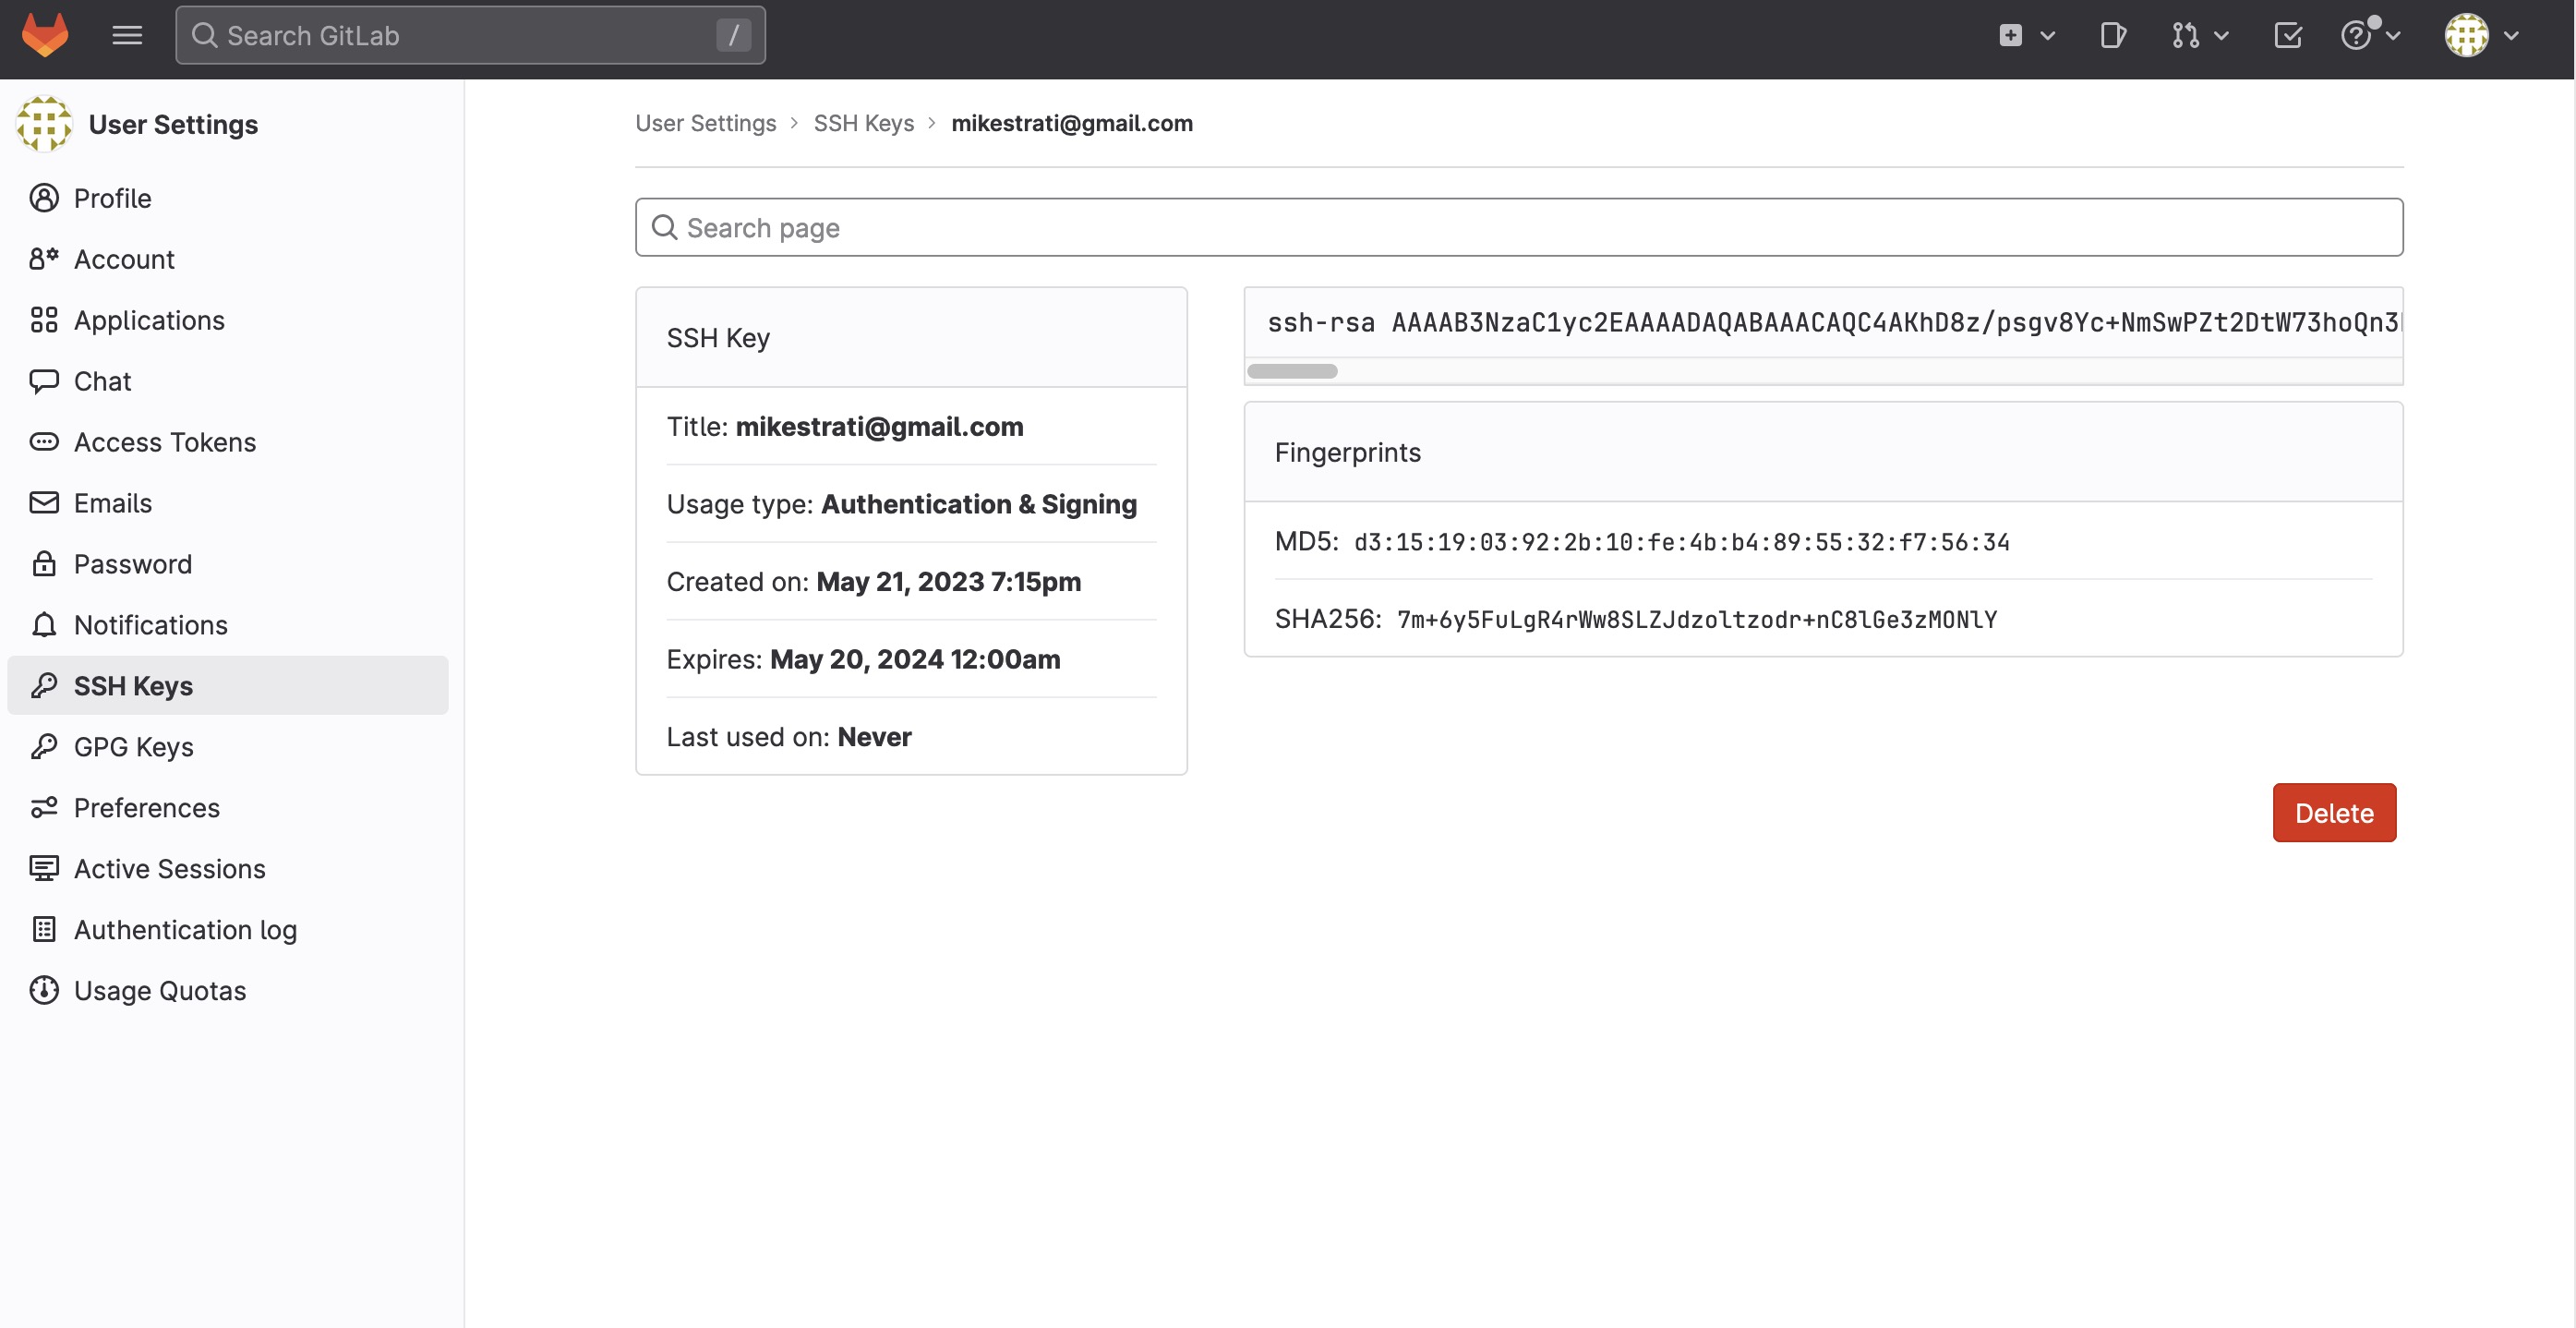 Search GitLab /
User Settings
Profile
Account
Applications
Chat
Access Tokens
Emails
Password
Notifications
SSH Keys
GPG Keys
Preferences
Active Sessions
Authentication log
Usage Quotas
User Settings > SSH Keys > mikestrati@gmail.com
Search page
SSH Key
Title: mikestrati@gmail.com
Usage type: Authentication & Signing
Created on: May 21, 2023 7:15pm
Expires: May 20, 2024 12:00am
Last used on: Never
ssh-rsa AAAAB3NzaC1yc2EAAAADAQABAAACAQC4AKhD8z/psgv8Yc+NmSwPZt2DtW73hoQn3
Fingerprints
MD5: d3:15:19:03:92:2b:10:fe:4b:b4:89:55:32:f7:56:34
SHA256: 7m+6y5FuLgR4rWw8SLZJdzoltzodr+nC8lGe3zMONlY
Delete